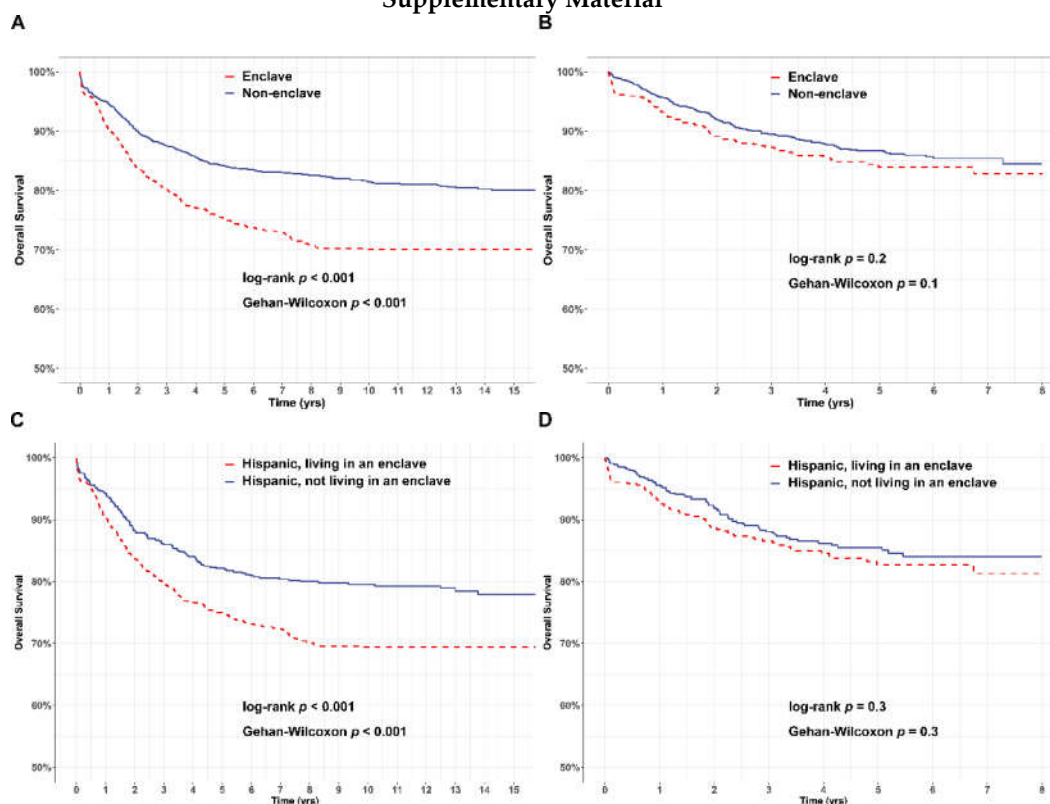 Supplementary Material
A
100%
90%
80%
70%
60%
50%
Overall Survival
Enclave
Non-enclave
log-rank p < 0.001
Gehan-Wilcoxon p < 0.001
0 1 2 3 4 5 6 7 8 9 10 11 12 13 14 15
Time (yrs)
B
100%
90%
80%
70%
60%
50%
Overall Survival
Enclave
Non-enclave
log-rank p = 0.2
Gehan-Wilcoxon p = 0.1
0 1 2 3 4 5 6 7 8
Time (yrs)
C
100%
90%
80%
70%
60%
50%
Overall Survival
Hispanic, living in an enclave
Hispanic, not living in an enclave
log-rank p < 0.001
Gehan-Wilcoxon p < 0.001
0 1 2 3 4 5 6 7 8 9 10 11 12 13 14 15
Time (yrs)
D
100%
90%
80%
70%
60%
50%
Overall Survival
Hispanic, living in an enclave
Hispanic, not living in an enclave
log-rank p = 0.3
Gehan-Wilcoxon p = 0.3
0 1 2 3 4 5 6 7 8
Time (yrs)